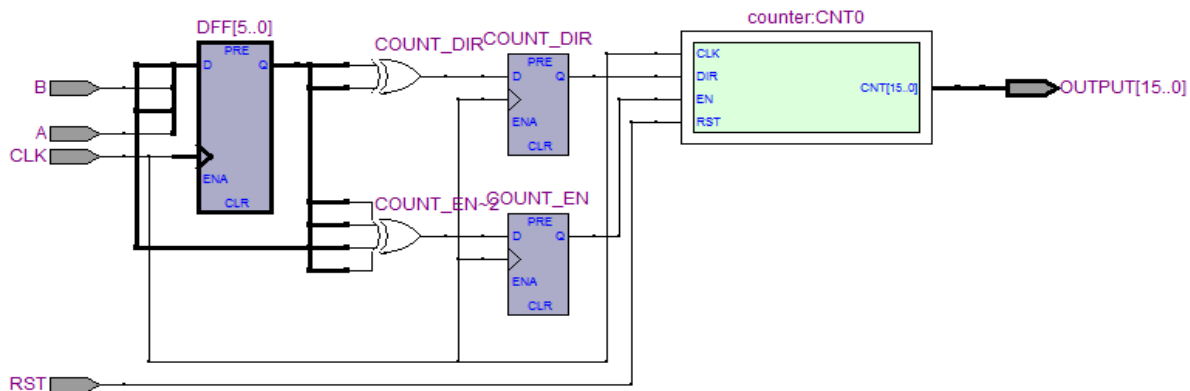 counter:CNT0
DFF[5..0]
COUNT_DIR
COUNT_DIR
PRE
D Q
ENA
CLR
PRE
D Q
ENA
CLR
CLK
DIR
EN
RST
CNT[15..0]
OUTPUT[15..0]
B
A
CLK
COUNT_EN~2
COUNT_EN
PRE
D Q
ENA
CLR
RST